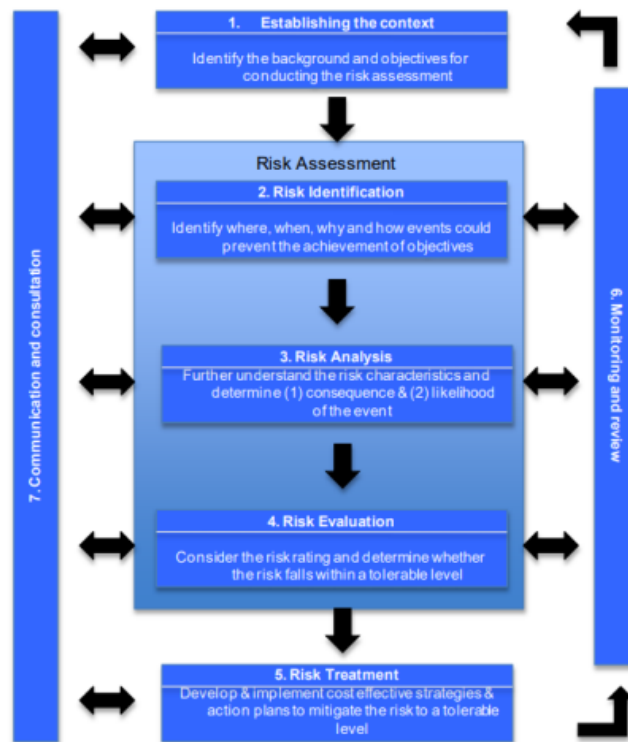 1. Establishing the context
Identify the background and objectives for
conducting the risk assessment
Risk Assessment
2. Risk Identification
Identify where, when, why and how events could
prevent the achievement of objectives
3. Risk Analysis
Further understand the risk characteristics and
determine (1) consequence & (2) likelihood
of the event
4. Risk Evaluation
Consider the risk rating and determine whether
the risk falls within a tolerable level
5. Risk Treatment
Develop & implement cost effective strategies &
action plans to mitigate the risk to a tolerable
level
6. Monitoring and review
7. Communication and consultation